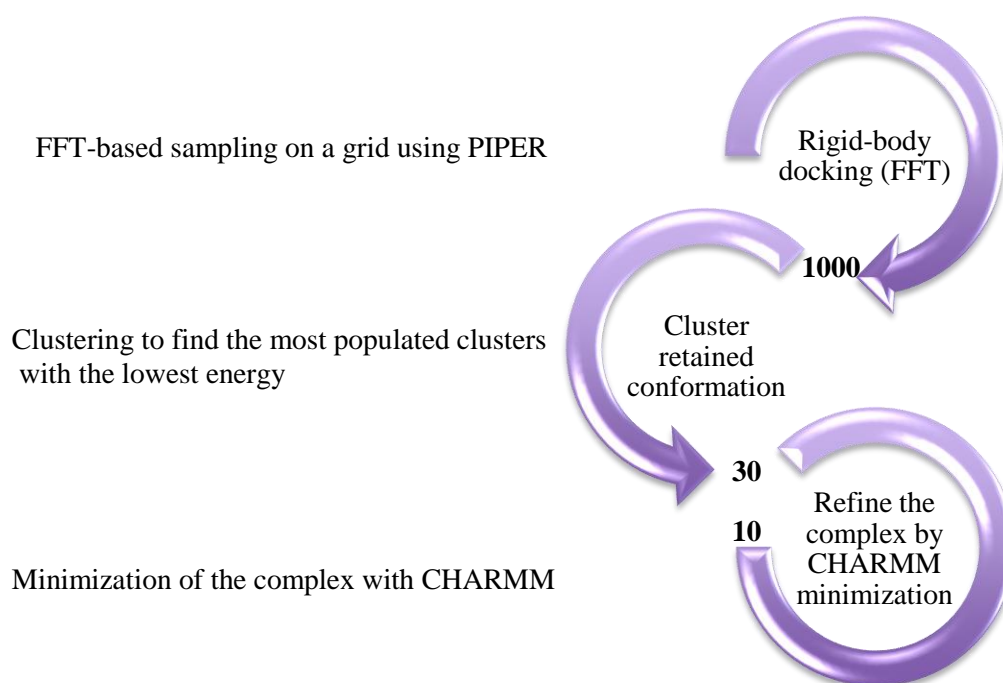 FFT-based sampling on a grid using PIPER
Rigid-body
docking (FFT)
1000
Clustering to find the most populated clusters
with the lowest energy
Cluster
retained
conformation
30
10
Refine the
complex by
CHARMM
minimization
Minimization of the complex with CHARMM